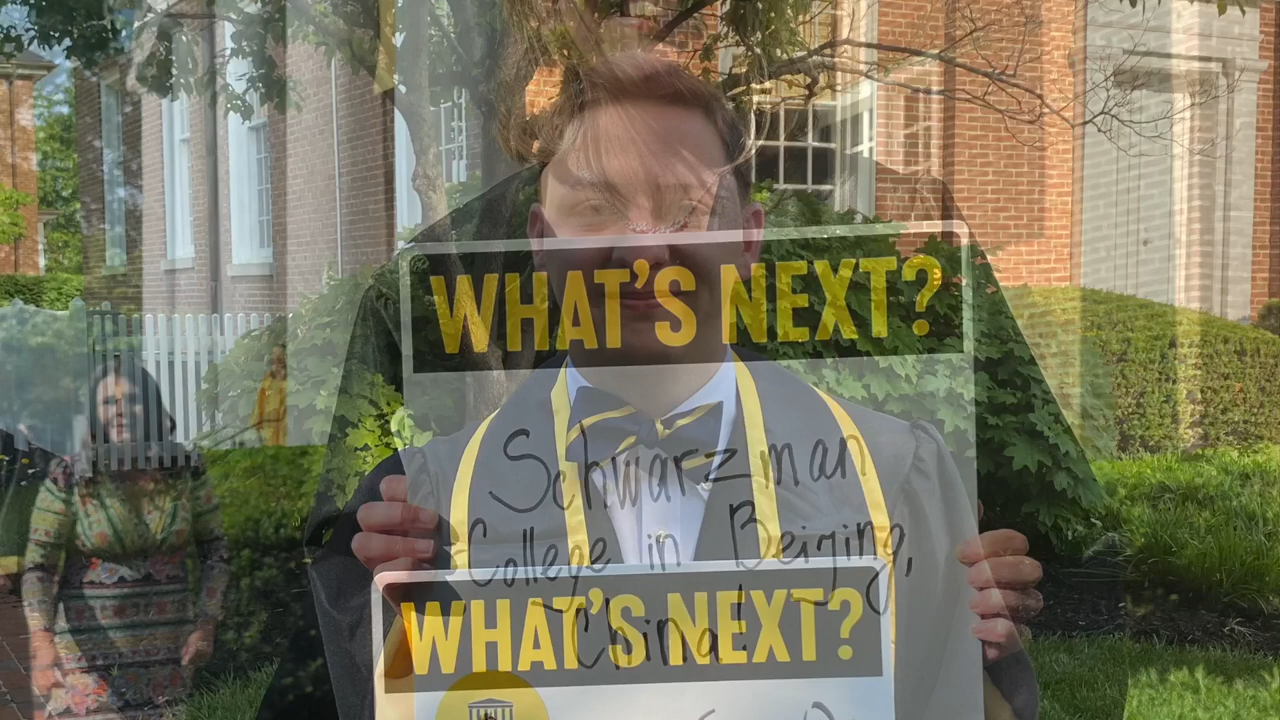 WHAT'S NEXT?
Schwarzman
College in Beijing,
China!
WHAT'S NEXT?